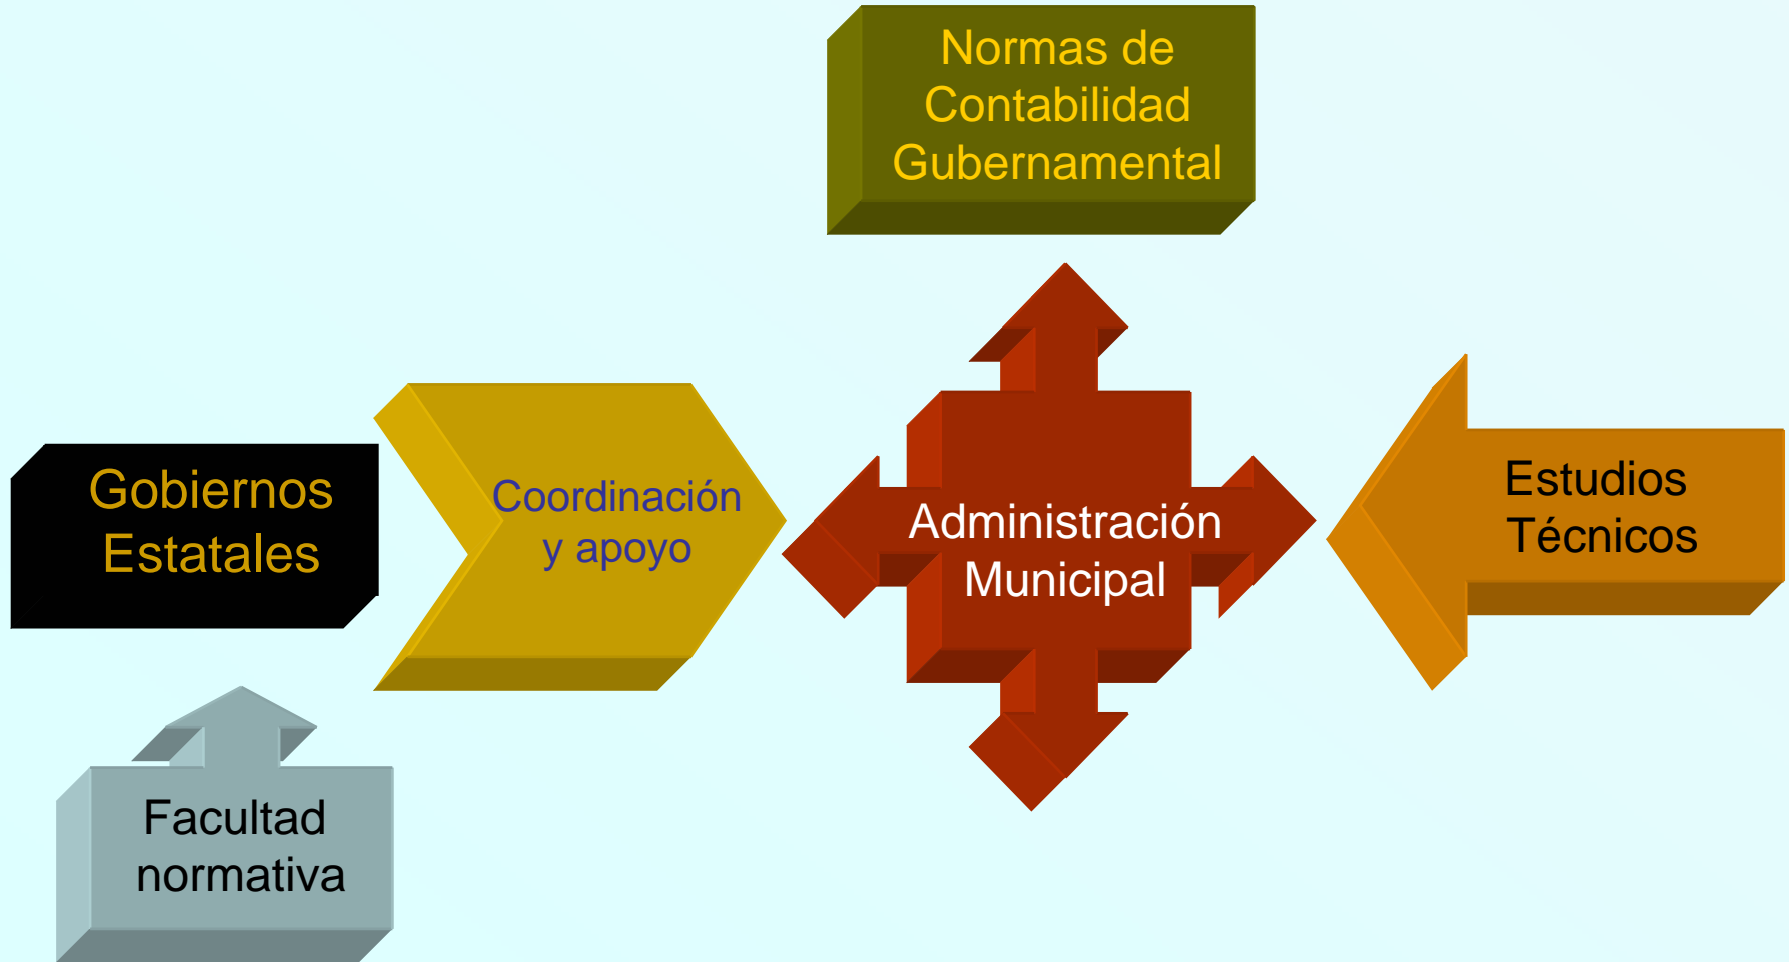 Normas de
Contabilidad
Gubernamental
Gobiernos
Estatales
Coordinación
y apoyo
Administración
Municipal
Estudios
Técnicos
Facultad
normativa